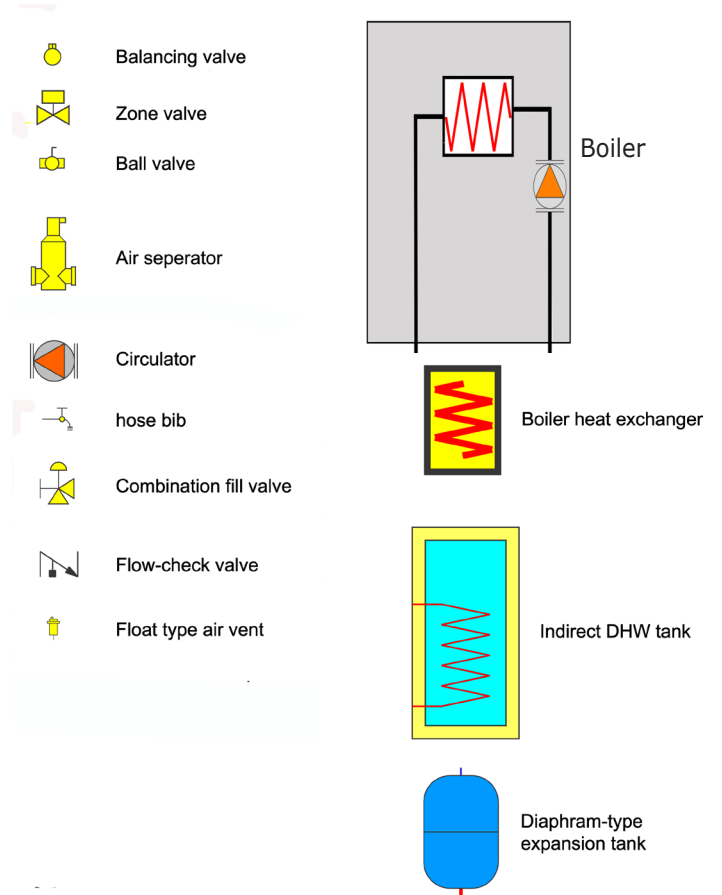 Balancing valve
Zone valve
Ball valve
Air seperator
Circulator
hose bib
Combination fill valve
Flow-check valve
Float type air vent
Boiler
Boiler heat exchanger
Indirect DHW tank
Diaphram-type
expansion tank